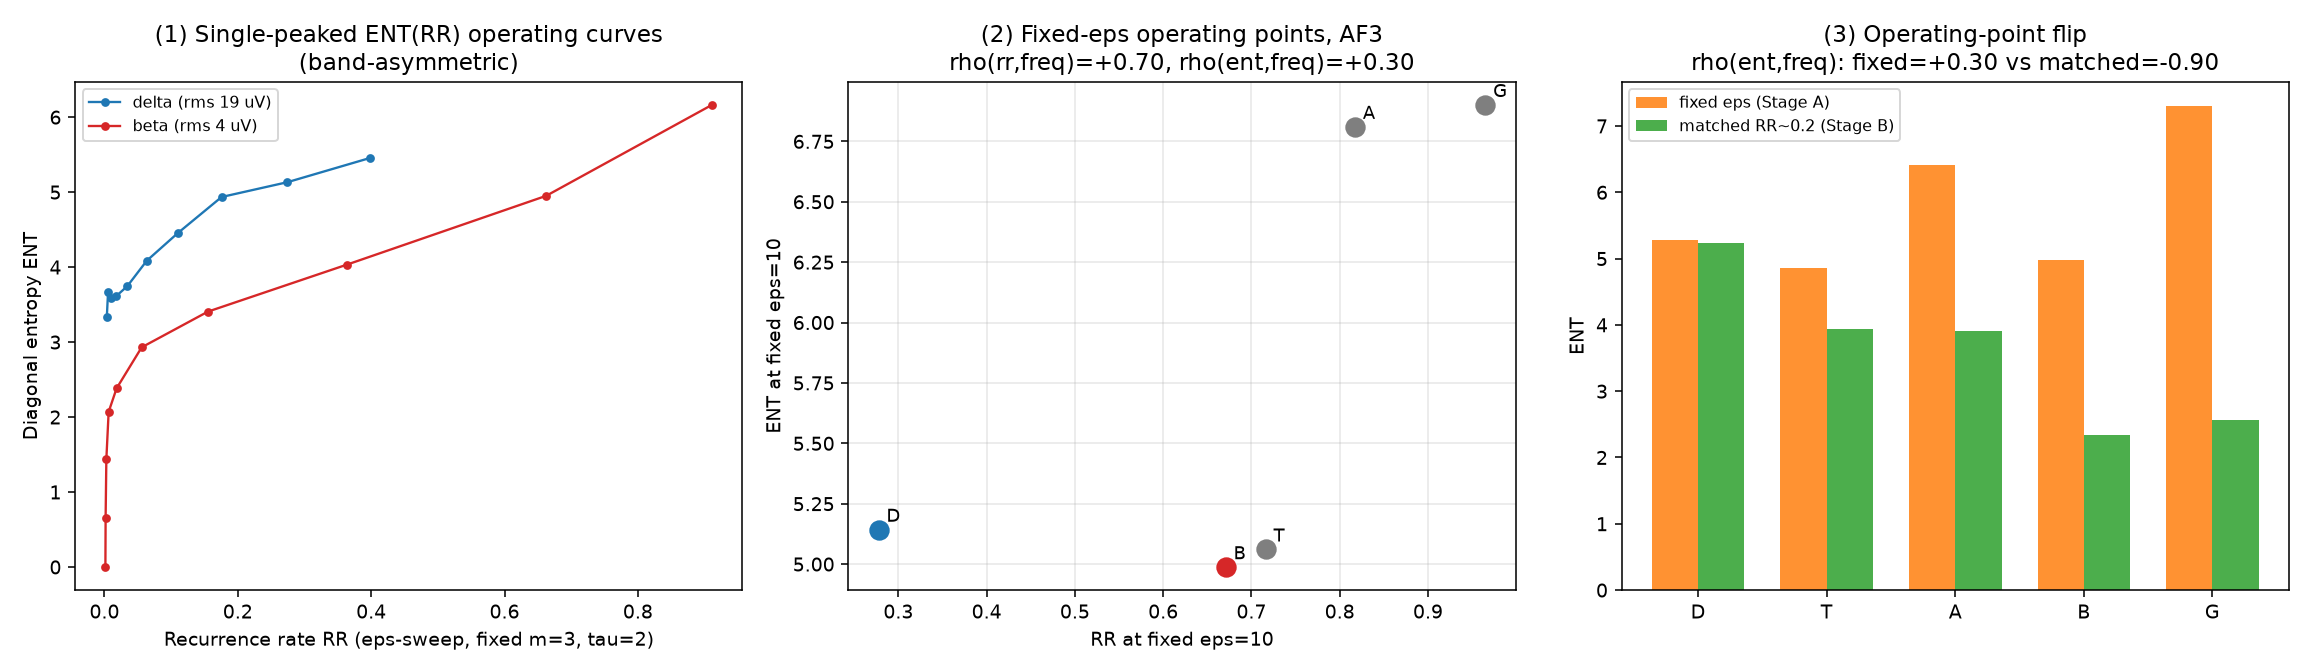 (1) Single-peaked ENT(RR) operating curves
(band-asymmetric)
delta (rms 19 uV)
beta (rms 4 uV)
Diagonal entropy ENT
6
5
4
3
2
1
0
0.0 0.2 0.4 0.6 0.8
Recurrence rate RR (eps-sweep, fixed m=3, tau=2)
(2) Fixed-eps operating points, AF3
rho(rr,freq)=+0.70, rho(ent,freq)=+0.30
ENT at fixed eps=10
6.75
6.50
6.25
6.00
5.75
5.50
5.25
5.00
G
A
D
T
B
0.3 0.4 0.5 0.6 0.7 0.8 0.9
RR at fixed eps=10
(3) Operating-point flip
rho(ent,freq): fixed=+0.30 vs matched=-0.90
fixed eps (Stage A)
matched RR~0.2 (Stage B)
ENT
7
6
5
4
3
2
1
0
D T A B G